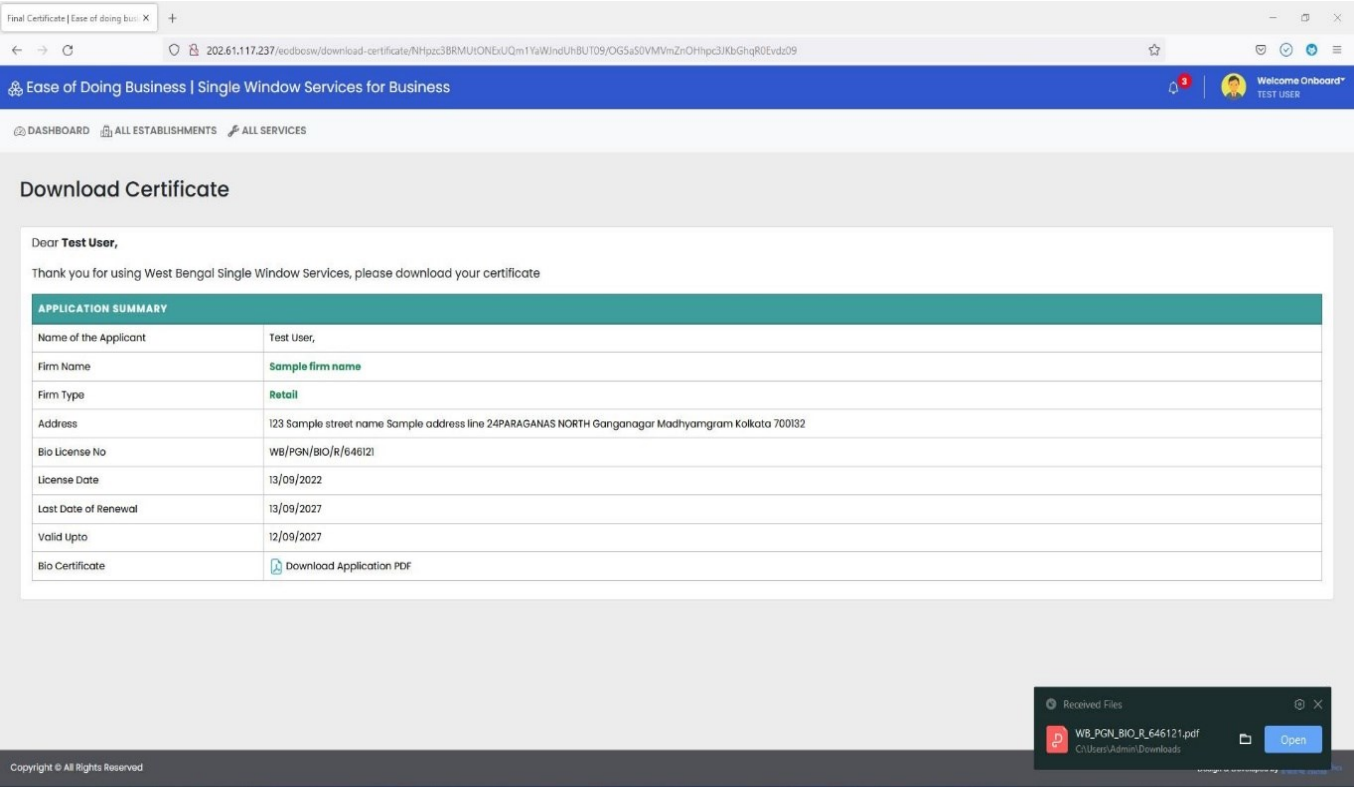 Final Certificate | Ease of doing busi
202.61.117.237/eodbosw/download-certificate/
Ease of Doing Business | Single Window Services for Business
3
Welcome Onboard
TEST USER
DASHBOARD ALL ESTABLISHMENTS ALL SERVICES
Download Certificate
Dear Test User,
Thank you for using West Bengal Single Window Services, please download your certificate
APPLICATION SUMMARY
Name of the Applicant Test User,
Firm Name Sample firm name
Firm Type Retail
Address 123 Sample street name Sample address line 24PARAGANAS NORTH Ganganagar Madhyamgram Kolkata 700132
Bio License No WB/PGN/BIO/R/646121
License Date 13/09/2022
Last Date of Renewal 13/09/2027
Valid Upto 12/09/2027
Bio Certificate Download Application PDF
Received Files
WB_PGN_BIO_R_646121.pdf
C:\Users\Admin\Downloads
Open
Copyright © All Rights Reserved